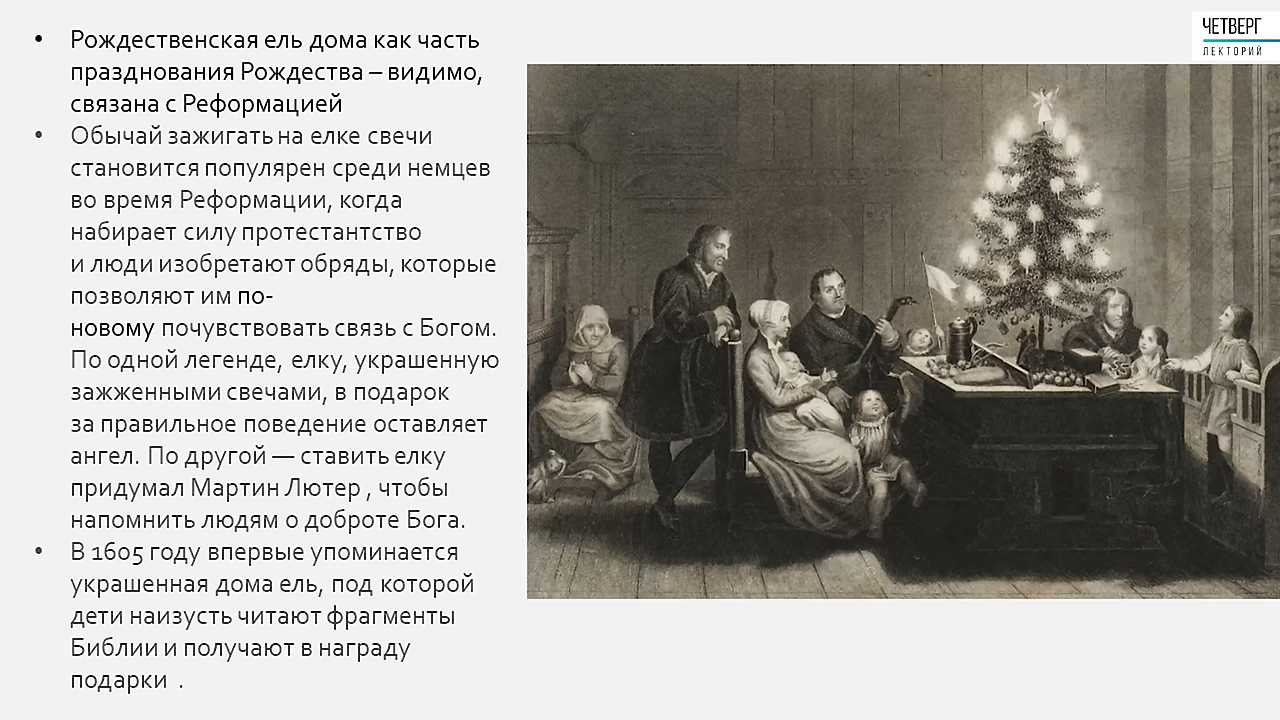 • Рождественская ель дома как часть
празднования Рождества – видимо,
связана с Реформацией
• Обычай зажигать на елке свечи
становится популярен среди немцев
во время Реформации, когда
набирает силу протестантство
и люди изобретают обряды, которые
позволяют им по-
новому почувствовать связь с Богом.
По одной легенде, елку, украшенную
зажженными свечами, в подарок
за правильное поведение оставляет
ангел. По другой — ставить елку
придумал Мартин Лютер , чтобы
напомнить людям о доброте Бога.
• В 1605 году впервые упоминается
украшенная дома ель, под которой
дети наизусть читают фрагменты
Библии и получают в награду
подарки .
ЧЕТВЕРГ
ЛЕКТОРИЙ